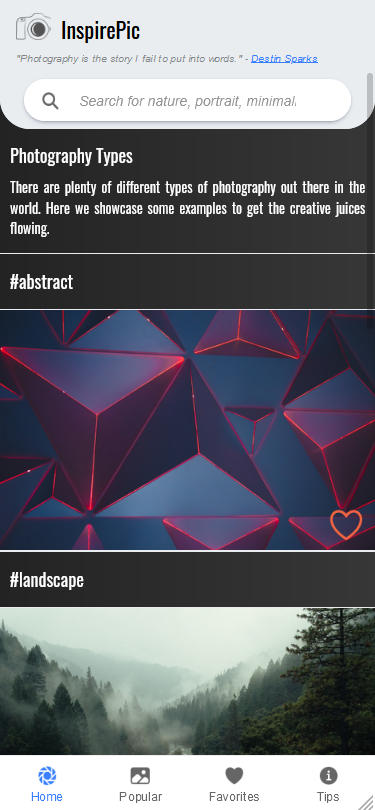 InspirePic
"Photography is the story I fail to put into words." - Destin Sparks
Search for nature, portrait, minimal
Photography Types
There are plenty of different types of photography out there in the
world. Here we showcase some examples to get the creative juices
flowing.
#abstract
#landscape
Home Popular Favorites Tips